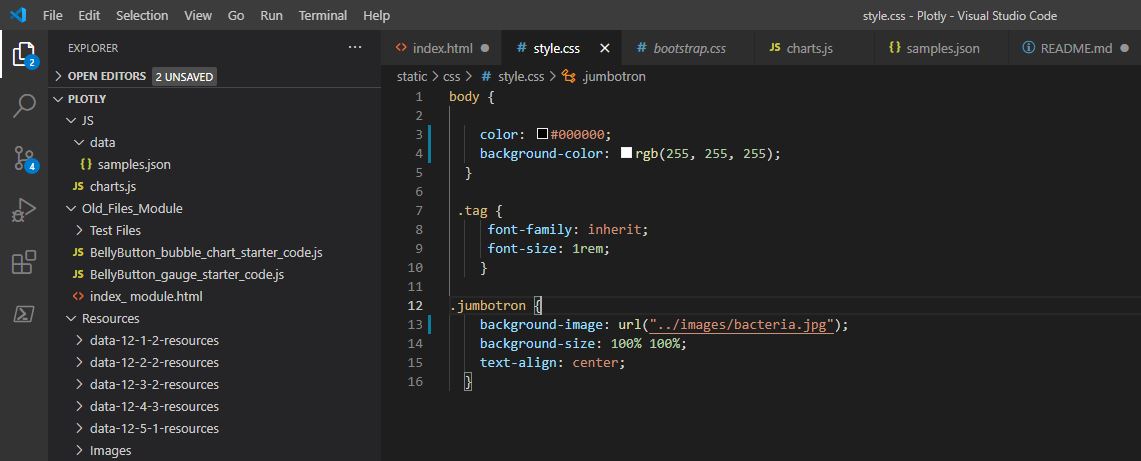 File Edit Selection View Go Run Terminal Help style.css - Plotly - Visual Studio Code
EXPLORER ···
2
4
OPEN EDITORS 2 UNSAVED
PLOTLY
JS
data
{} samples.json
JS charts.js
Old_Files_Module
Test Files
JS BellyButton_bubble_chart_starter_code.js
JS BellyButton_gauge_starter_code.js
<> index_ module.html
Resources
data-12-1-2-resources
data-12-2-2-resources
data-12-3-2-resources
data-12-4-3-resources
data-12-5-1-resources
Images
<> index.html # style.css # bootstrap.css JS charts.js {} samples.json README.md
static > css > # style.css > .jumbotron
1 body {
2
3 color: #000000;
4 background-color: rgb(255, 255, 255);
5 }
6
7 .tag {
8 font-family: inherit;
9 font-size: 1rem;
10 }
11
12 .jumbotron {
13 background-image: url("../images/bacteria.jpg");
14 background-size: 100% 100%;
15 text-align: center;
16 }